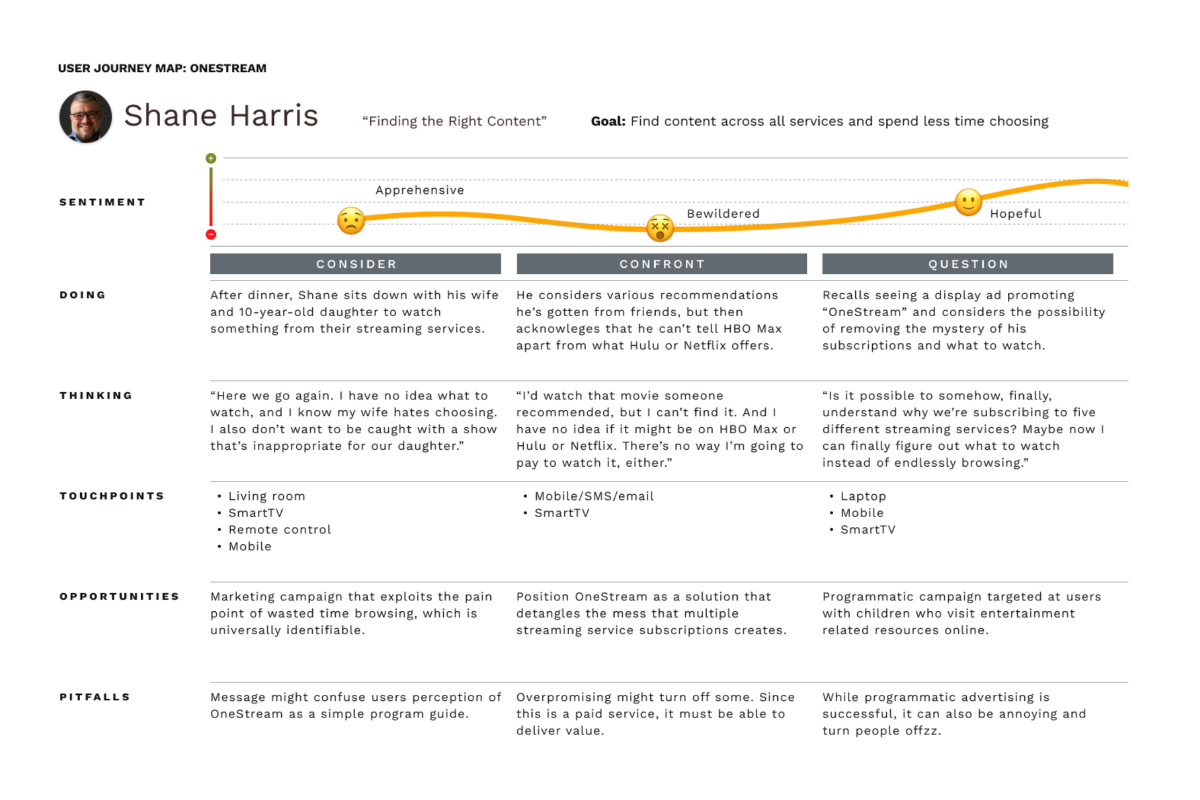 USER JOURNEY MAP: ONESTREAM
Shane Harris
“Finding the Right Content”
Goal: Find content across all services and spend less time choosing
SENTIMENT
Apprehensive
Bewildered
Hopeful
CONSIDER
CONFRONT
QUESTION
DOING
After dinner, Shane sits down with his wife
and 10-year-old daughter to watch
something from their streaming services.
He considers various recommendations
he’s gotten from friends, but then
acknowleges that he can’t tell HBO Max
apart from what Hulu or Netflix offers.
Recalls seeing a display ad promoting
“OneStream” and considers the possibility
of removing the mystery of his
subscriptions and what to watch.
THINKING
“Here we go again. I have no idea what to
watch, and I know my wife hates choosing.
I also don’t want to be caught with a show
that’s inappropriate for our daughter.”
“I’d watch that movie someone
recommended, but I can’t find it. And I
have no idea if it might be on HBO Max or
Hulu or Netflix. There’s no way I’m going to
pay to watch it, either.”
“Is it possible to somehow, finally,
understand why we’re subscribing to five
different streaming services? Maybe now I
can finally figure out what to watch
instead of endlessly browsing.”
TOUCHPOINTS
• Living room
• SmartTV
• Remote control
• Mobile
• Mobile/SMS/email
• SmartTV
• Laptop
• Mobile
• SmartTV
OPPORTUNITIES
Marketing campaign that exploits the pain
point of wasted time browsing, which is
universally identifiable.
Position OneStream as a solution that
detangles the mess that multiple
streaming service subscriptions creates.
Programmatic campaign targeted at users
with children who visit entertainment
related resources online.
PITFALLS
Message might confuse users perception of
OneStream as a simple program guide.
Overpromising might turn off some. Since
this is a paid service, it must be able to
deliver value.
While programmatic advertising is
successful, it can also be annoying and
turn people offzz.